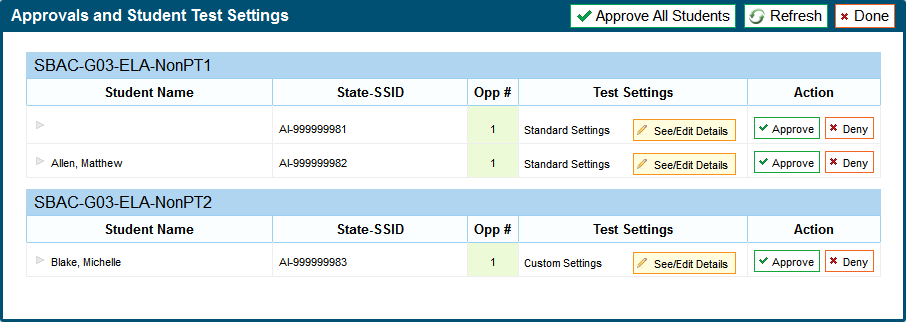 Approvals and Student Test Settings Approve All Students Refresh Done
SBAC-G03-ELA-NonPT1
Student Name State-SSID Opp # Test Settings Action
AI-999999981 1 Standard Settings See/Edit Details Approve Deny
Allen, Matthew AI-999999982 1 Standard Settings See/Edit Details Approve Deny
SBAC-G03-ELA-NonPT2
Student Name State-SSID Opp # Test Settings Action
Blake, Michelle AI-999999983 1 Custom Settings See/Edit Details Approve Deny